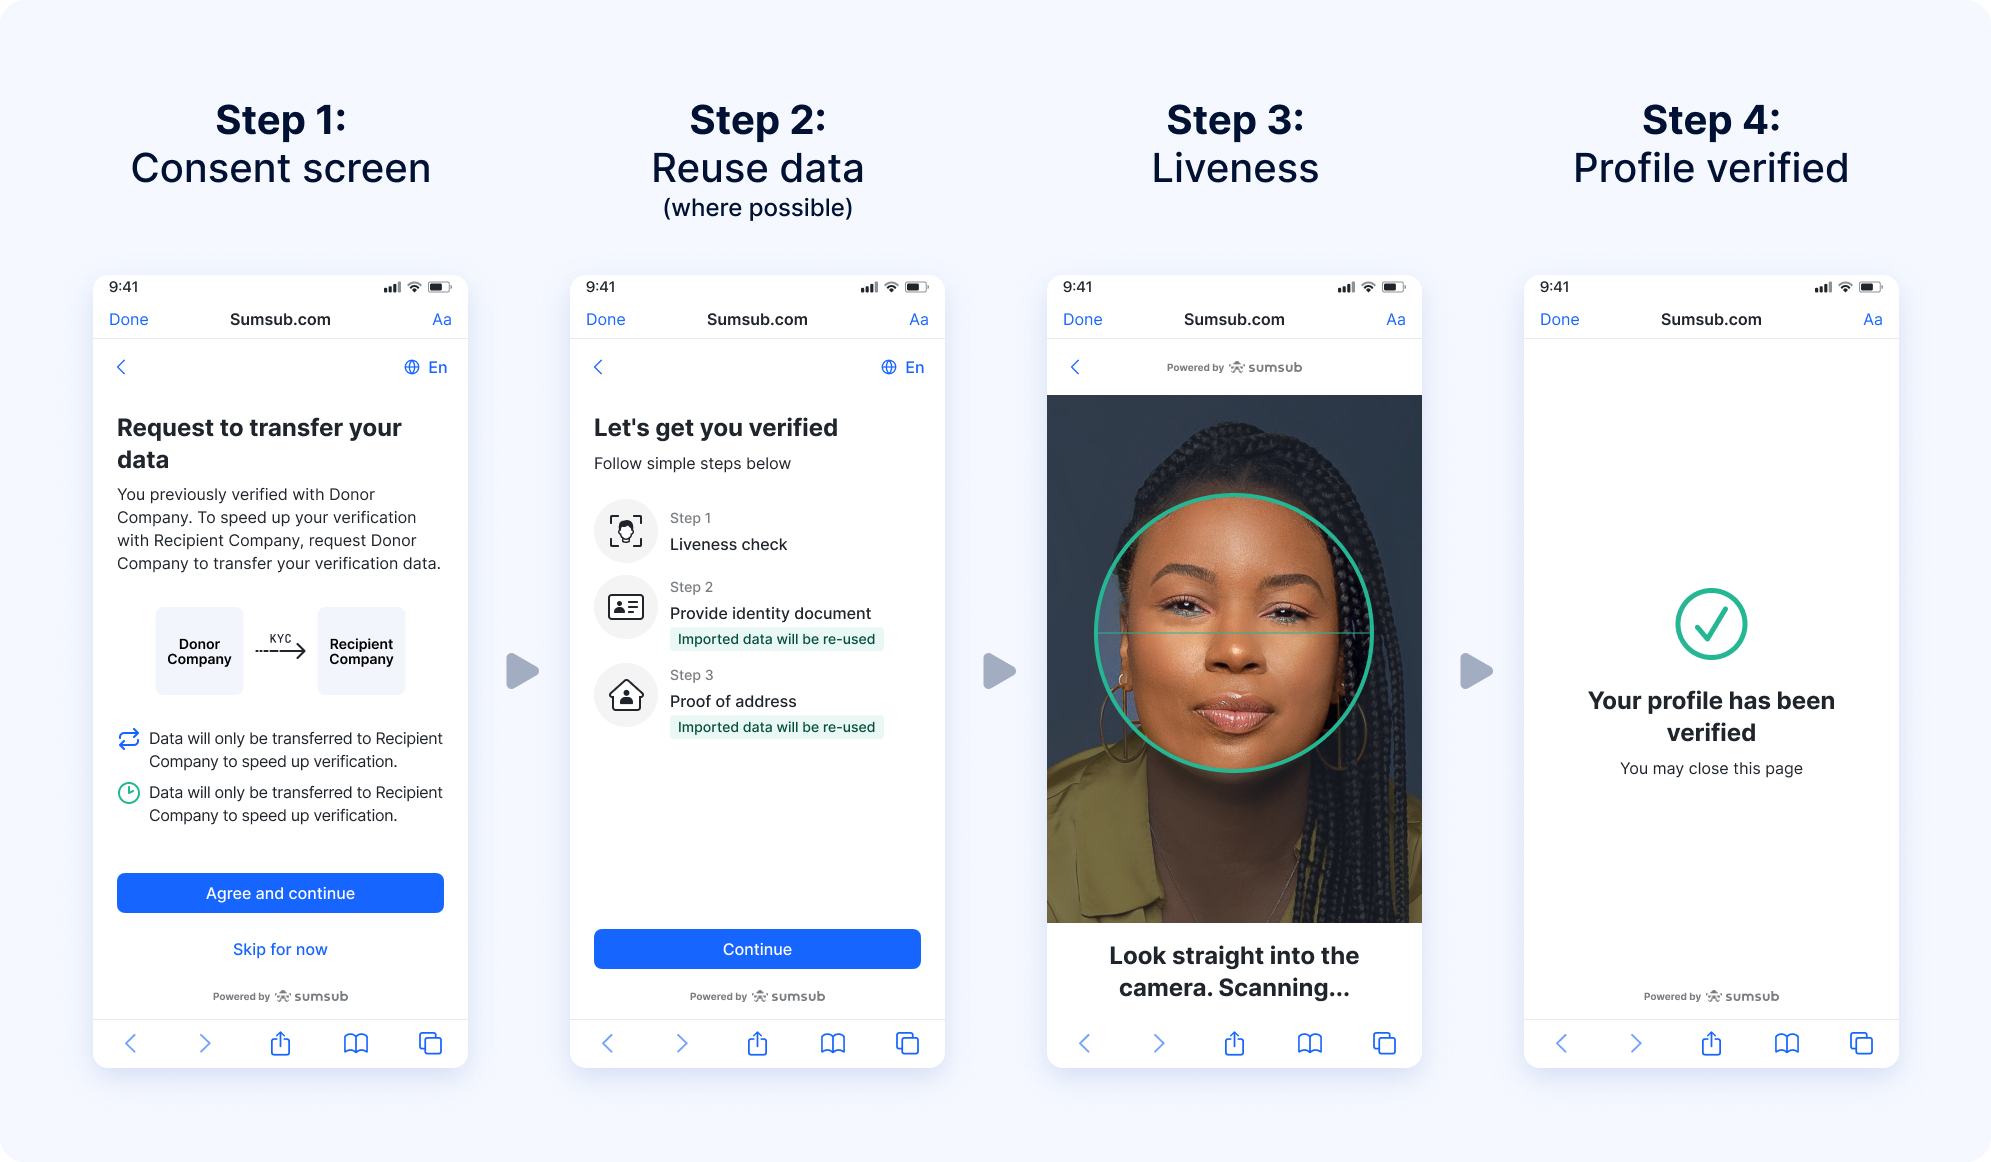 Step 1:
Consent screen
9:41
Done Sumsub.com Aa
En
Request to transfer your
data
You previously verified with Donor
Company. To speed up your verification
with Recipient Company, request Donor
Company to transfer your verification data.
Donor
Company
KYC
Recipient
Company
Data will only be transferred to Recipient
Company to speed up verification.
Data will only be transferred to Recipient
Company to speed up verification.
Agree and continue
Skip for now
Powered by sumsub
Step 2:
Reuse data
(where possible)
9:41
Done Sumsub.com Aa
En
Let's get you verified
Follow simple steps below
Step 1
Liveness check
Step 2
Provide identity document
Imported data will be re-used
Step 3
Proof of address
Imported data will be re-used
Continue
Powered by sumsub
Step 3:
Liveness
9:41
Done Sumsub.com Aa
Powered by sumsub
Look straight into the
camera. Scanning...
Step 4:
Profile verified
9:41
Done Sumsub.com Aa
Your profile has been
verified
You may close this page
Powered by sumsub